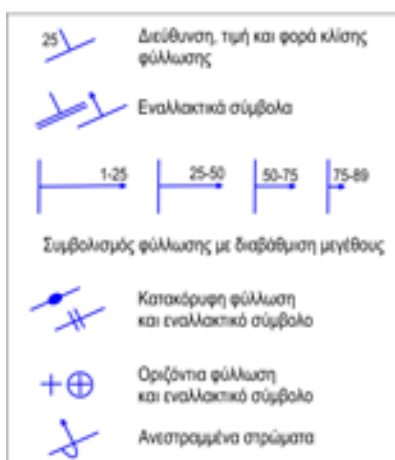 25 Διεύθυνση, τιμή και φορά κλίσης
φύλλωσης
Εναλλακτικά σύμβολα
1-25 25-50 50-75 75-89
Συμβολισμός φύλλωσης με διαβάθμιση μεγέθους
Κατακόρυφη φύλλωση
και εναλλακτικό σύμβολο
Οριζόντια φύλλωση
και εναλλακτικό σύμβολο
Ανεστραμμένα στρώματα